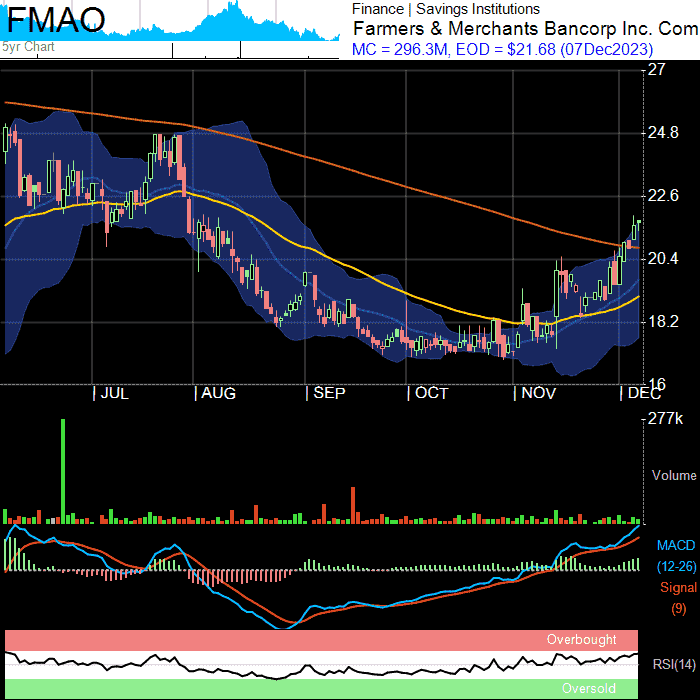 FMAO
5yr Chart
Finance | Savings Institutions
Farmers & Merchants Bancorp Inc. Com
MC = 296.3M, EOD = $21.68 (07Dec2023)
27
24.8
22.6
20.4
18.2
16
JUL
AUG
SEP
OCT
NOV
DEC
277k
Volume
MACD
(12-26)
Signal
(9)
Overbought
RSI(14)
Oversold